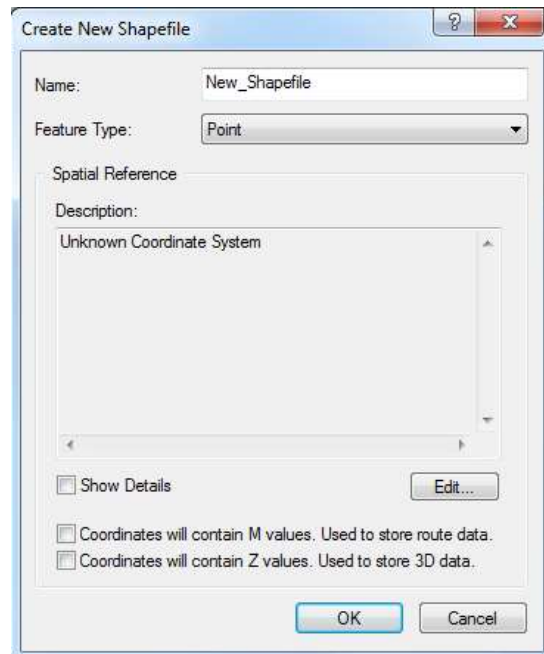 Create New Shapefile
Name: New_Shapefile
Feature Type: Point
Spatial Reference
Description:
Unknown Coordinate System
Show Details
Edit...
Coordinates will contain M values. Used to store route data.
Coordinates will contain Z values. Used to store 3D data.
OK Cancel